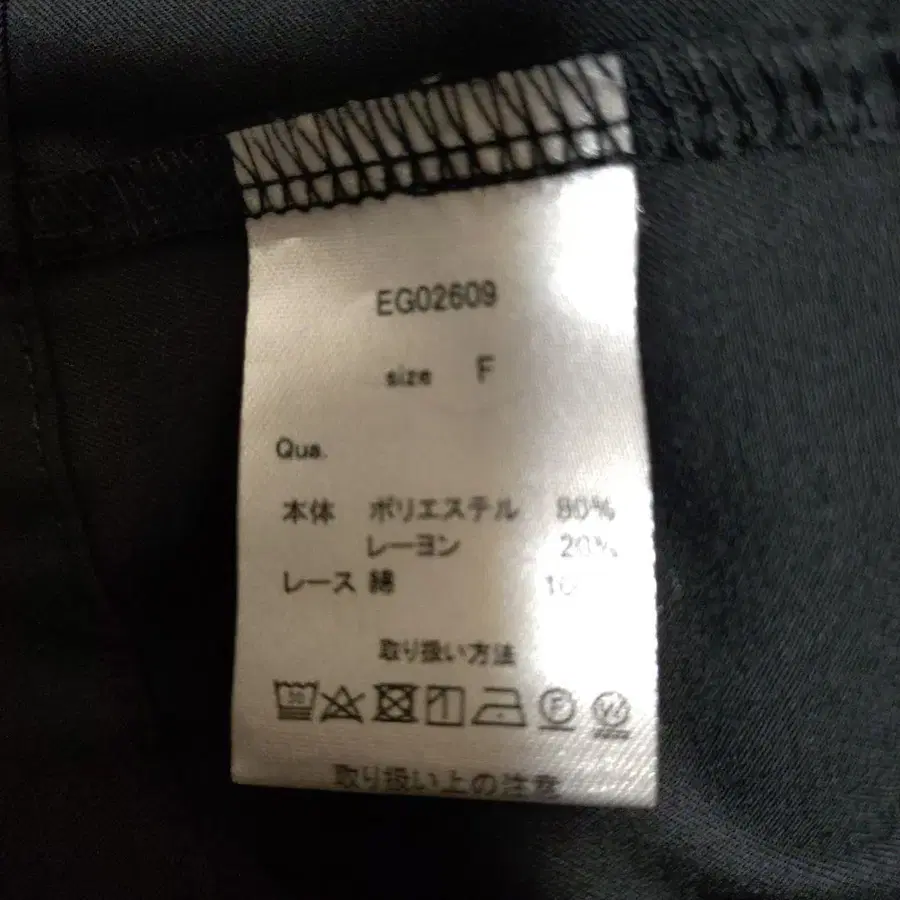 EG02609
size F
Qua.
本体 ポリエステル 80%
レーヨン 20%
レース 綿
取り扱い方法
30
F W
取り扱い上の注意